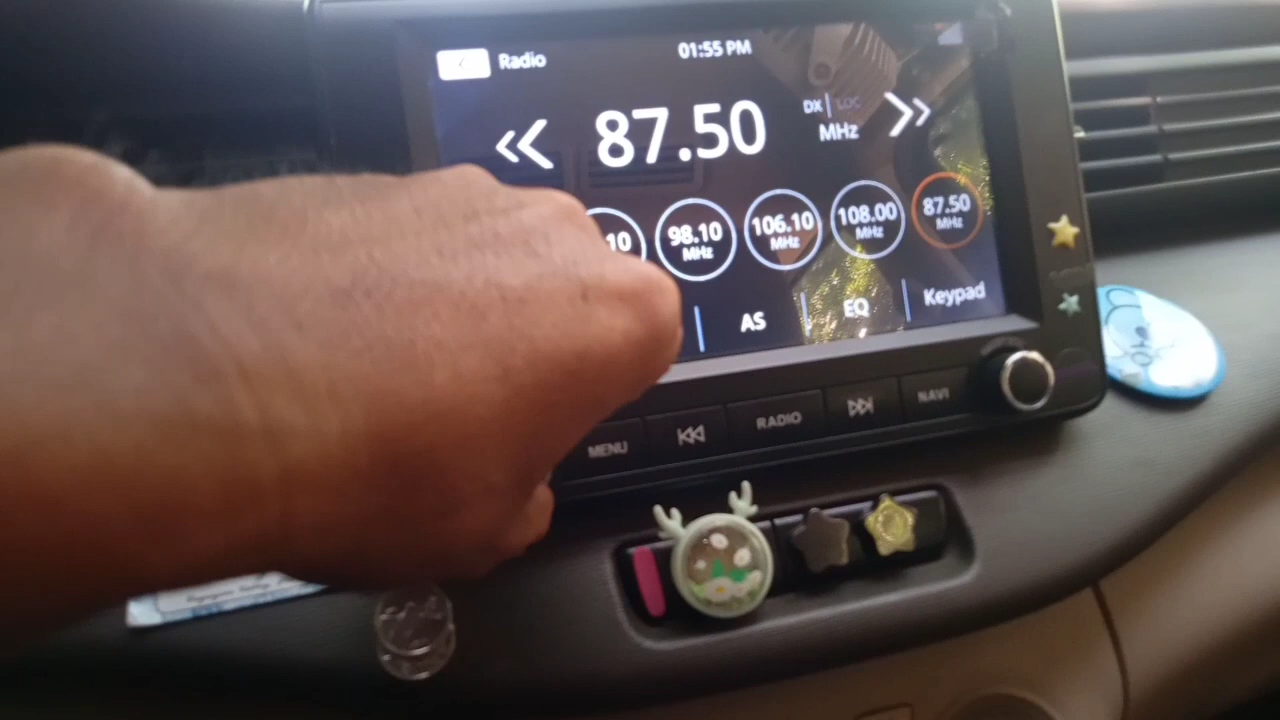 Radio
01:55 PM
87.50
DX | LOC
MHz
10
98.10
MHz
106.10
MHz
108.00
MHz
87.50
MHz
AS
EQ
Keypad
MENU
RADIO
NAVI